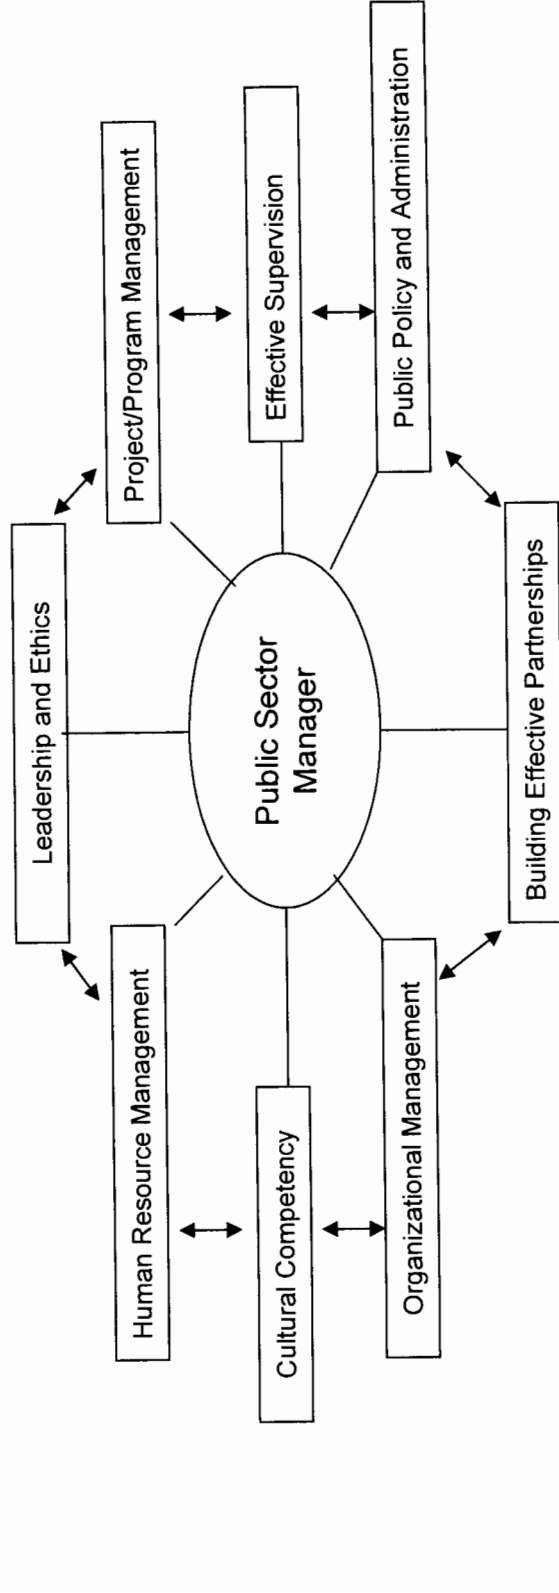 Leadership and Ethics
Human Resource Management
Project/Program Management
Cultural Competency
Public Sector
Manager
Effective Supervision
Organizational Management
Public Policy and Administration
Building Effective Partnerships